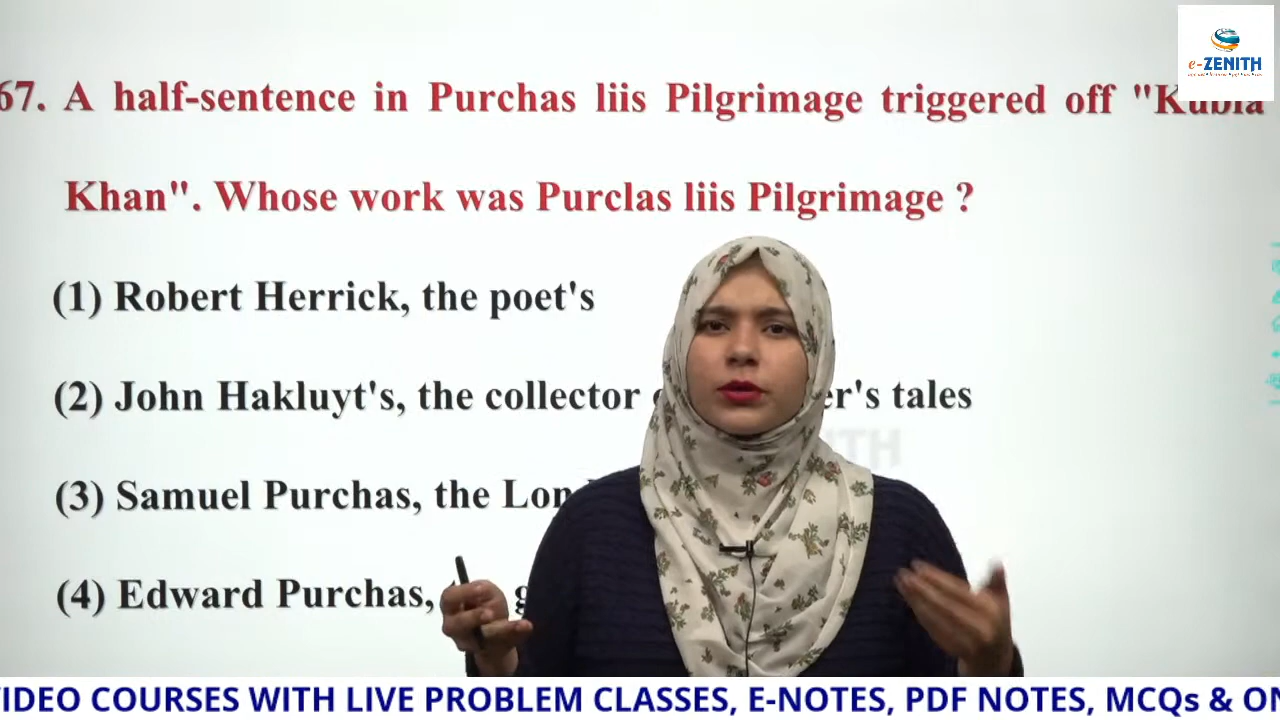 e-ZENITH
67. A half-sentence in Purchas liis Pilgrimage triggered off "Kubla
Khan". Whose work was Purclas liis Pilgrimage ?
(1) Robert Herrick, the poet's
(2) John Hakluyt's, the collector er's tales
(3) Samuel Purchas, the Lon
(4) Edward Purchas,
VIDEO COURSES WITH LIVE PROBLEM CLASSES, E-NOTES, PDF NOTES, MCQs & ON